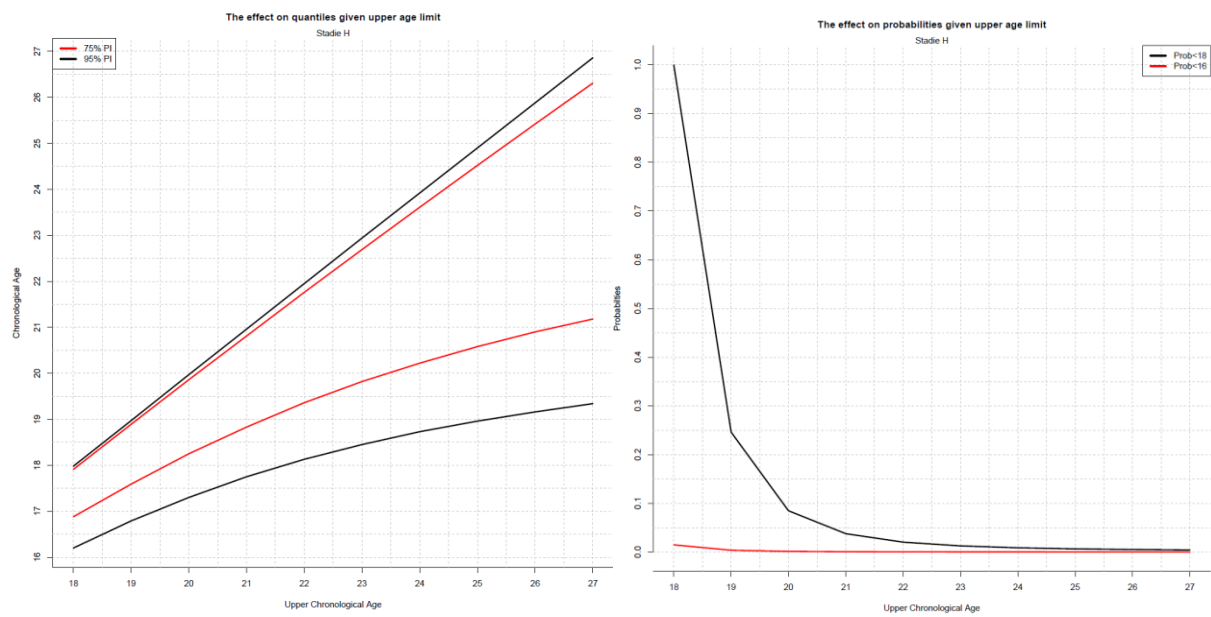 The effect on quantiles given upper age limit
Stadie H
75% PI
95% PI
27
26
25
24
23
22
21
20
19
18
17
16
Chronological Age
18 19 20 21 22 23 24 25 26 27
Upper Chronological Age
The effect on probabilities given upper age limit
Stadie H
Prob<18
Prob<16
1.0
0.9
0.8
0.7
0.6
0.5
0.4
0.3
0.2
0.1
0.0
Probabilties
18 19 20 21 22 23 24 25 26 27
Upper Chronological Age